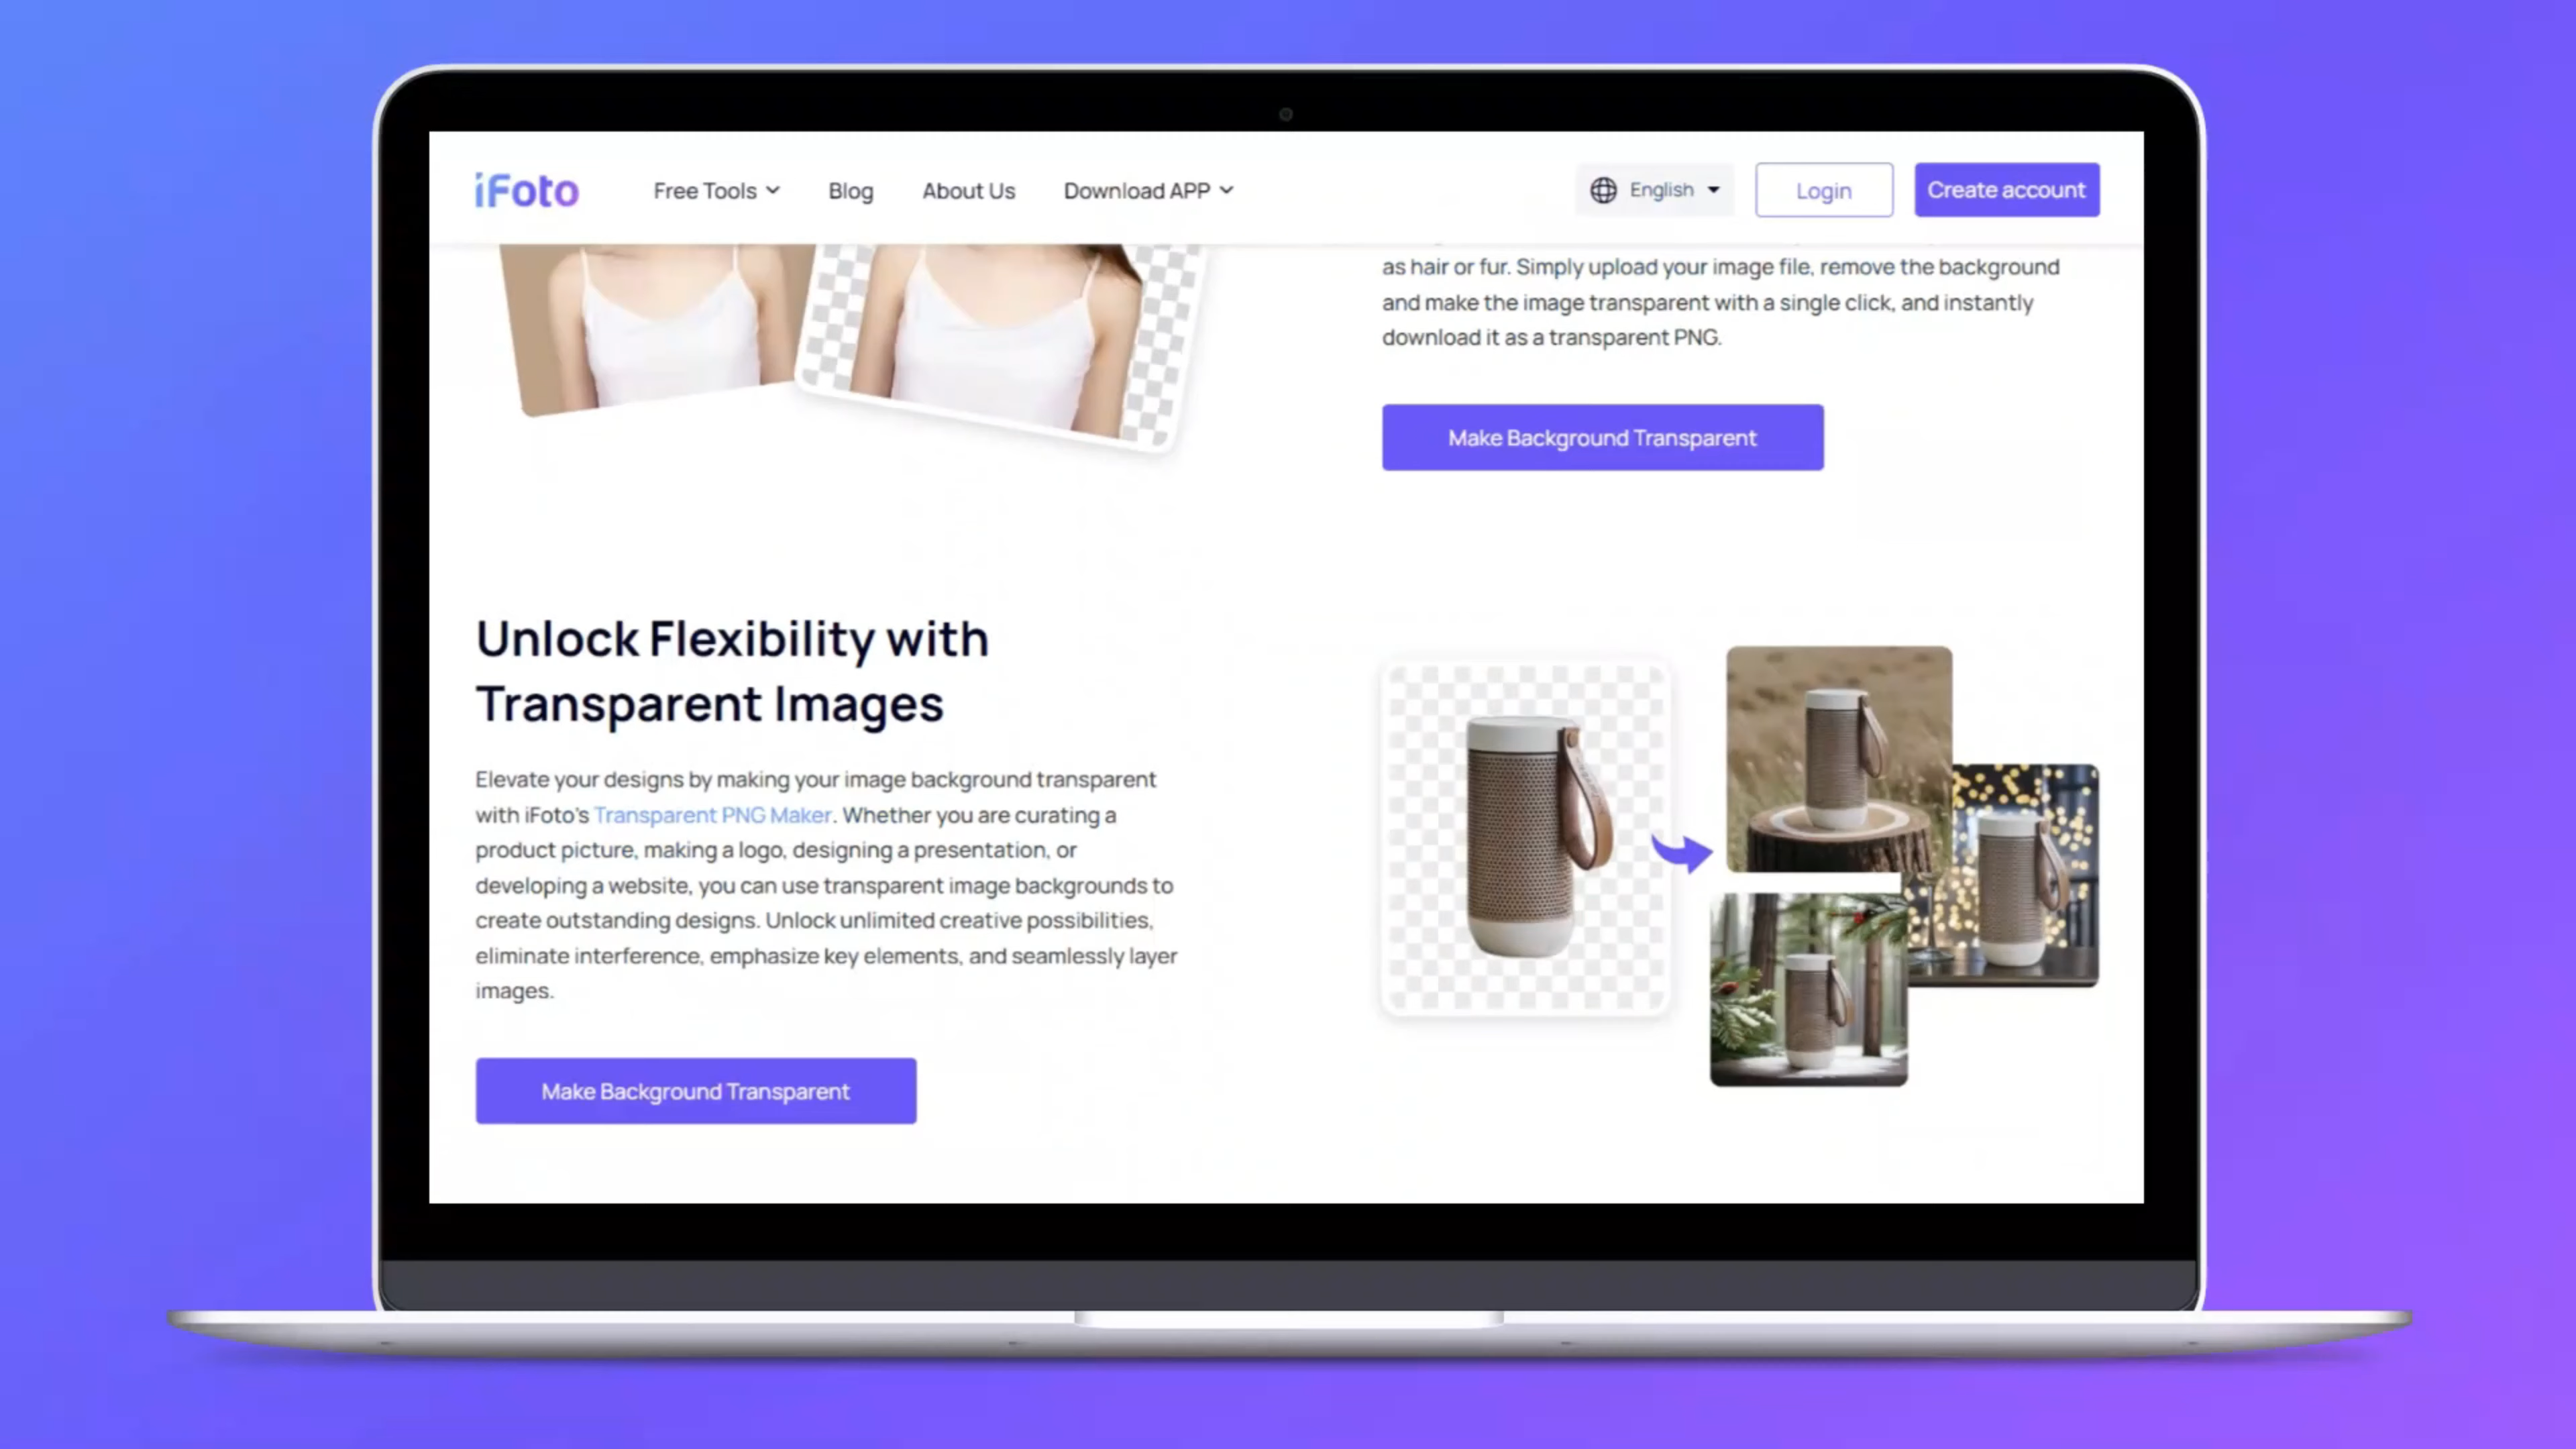 iFoto
Free Tools
Blog
About Us
Download APP
English
Login
Create account
as hair or fur. Simply upload your image file, remove the background
and make the image transparent with a single click, and instantly
download it as a transparent PNG.
Make Background Transparent
Unlock Flexibility with
Transparent Images
Elevate your designs by making your image background transparent
with iFoto's Transparent PNG Maker. Whether you are curating a
product picture, making a logo, designing a presentation, or
developing a website, you can use transparent image backgrounds to
create outstanding designs. Unlock unlimited creative possibilities,
eliminate interference, emphasize key elements, and seamlessly layer
images.
Make Background Transparent